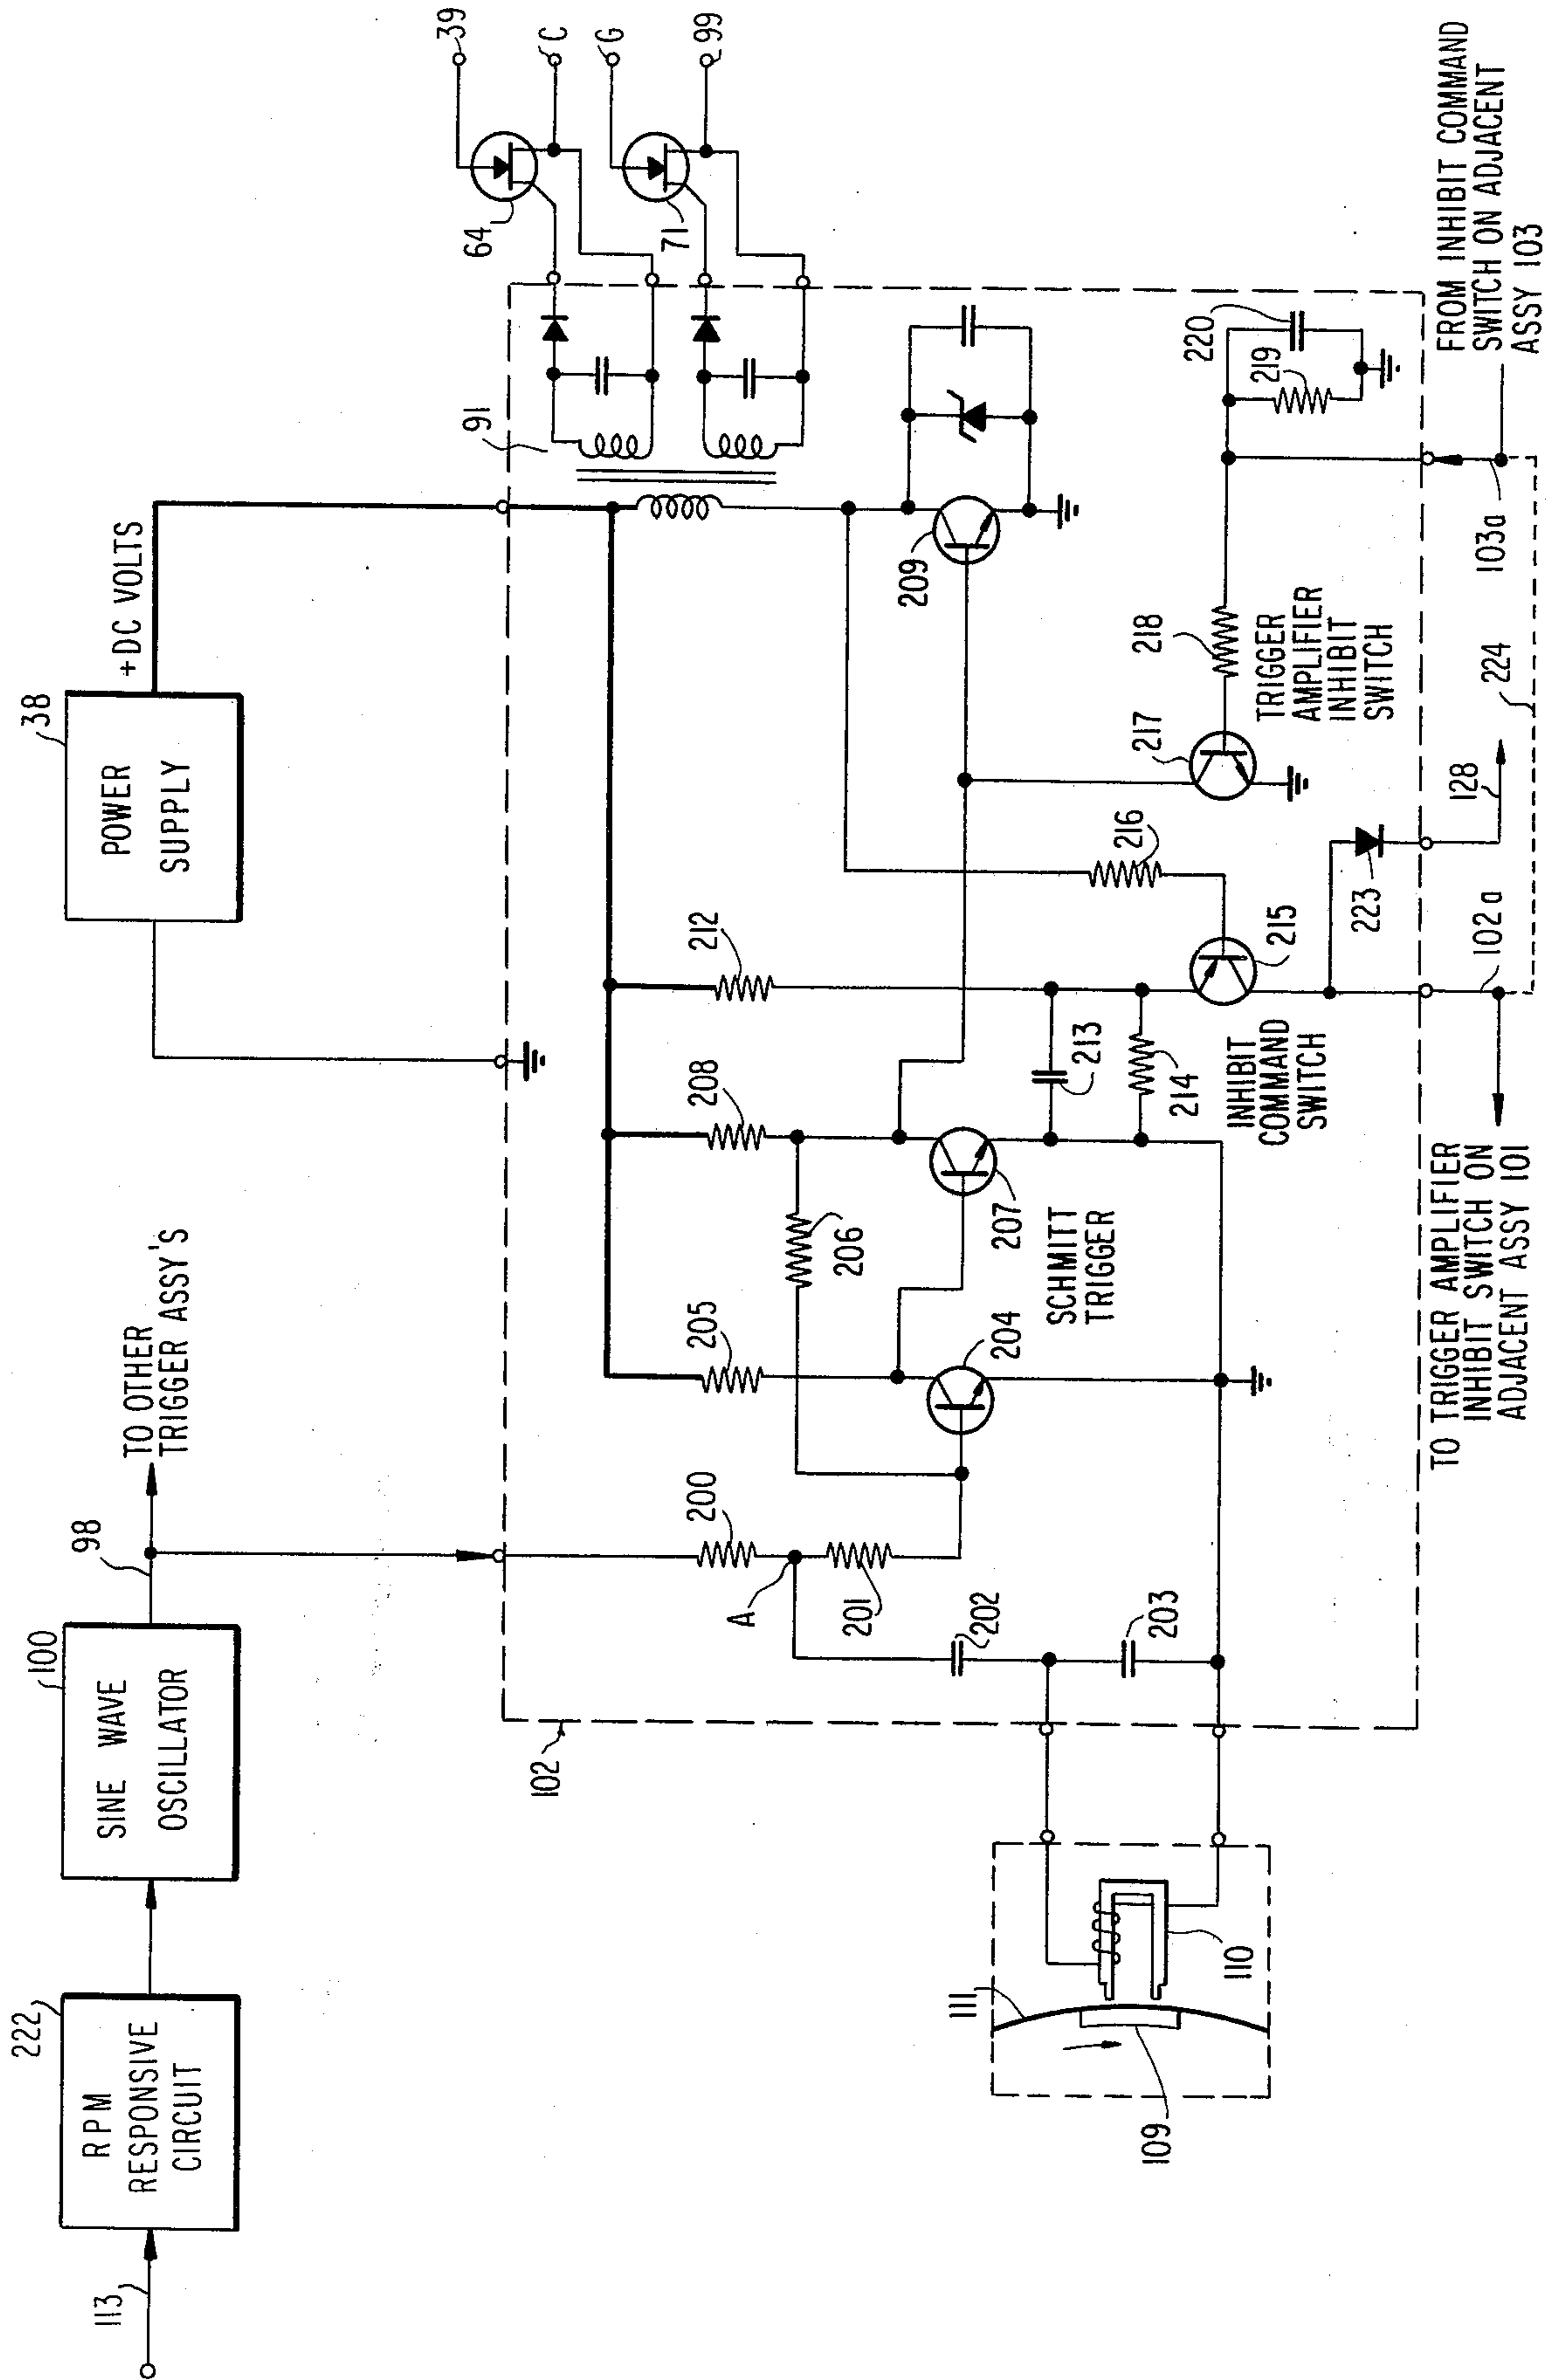 113
222
RPM
RESPONSIVE
CIRCUIT
100
SINE WAVE
OSCILLATOR
98
TO OTHER
TRIGGER ASSY'S
38
POWER
SUPPLY
+DC VOLTS
39
C
G
99
64
71
91
102
A
200
201
202
203
204
205
206
207
208
SCHMITT
TRIGGER
209
212
213
214
215
216
INHIBIT
COMMAND
SWITCH
217
218
219
220
TRIGGER
AMPLIFIER
INHIBIT
SWITCH
223
128
224
102a
103a
TO TRIGGER AMPLIFIER
INHIBIT SWITCH ON
ADJACENT ASSY 101
FROM INHIBIT COMMAND
SWITCH ON ADJACENT
ASSY 103
111
109
110